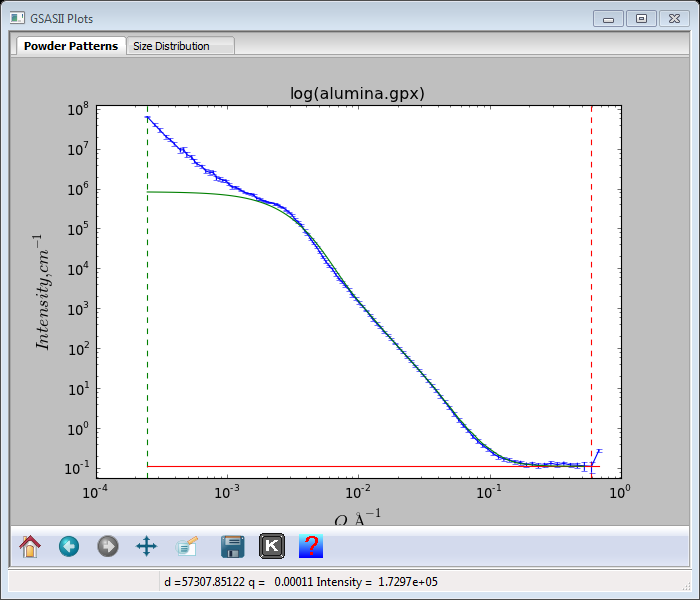 GSASII Plots
Powder Patterns Size Distribution
log(alumina.gpx)
10^8
10^7
10^6
10^5
10^4
10^3
10^2
10^1
10^0
10^-1
Intensity,cm^-1
10^-4 10^-3 10^-2 10^-1 10^0
Q,Å^-1
K ?
d =57307.85122 q = 0.00011 Intensity = 1.7297e+05